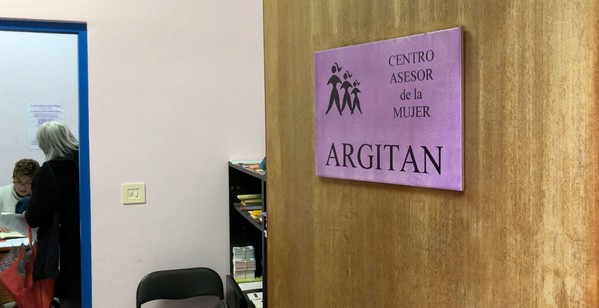 CENTRO
ASESOR
de la
MUJER
ARGITAN